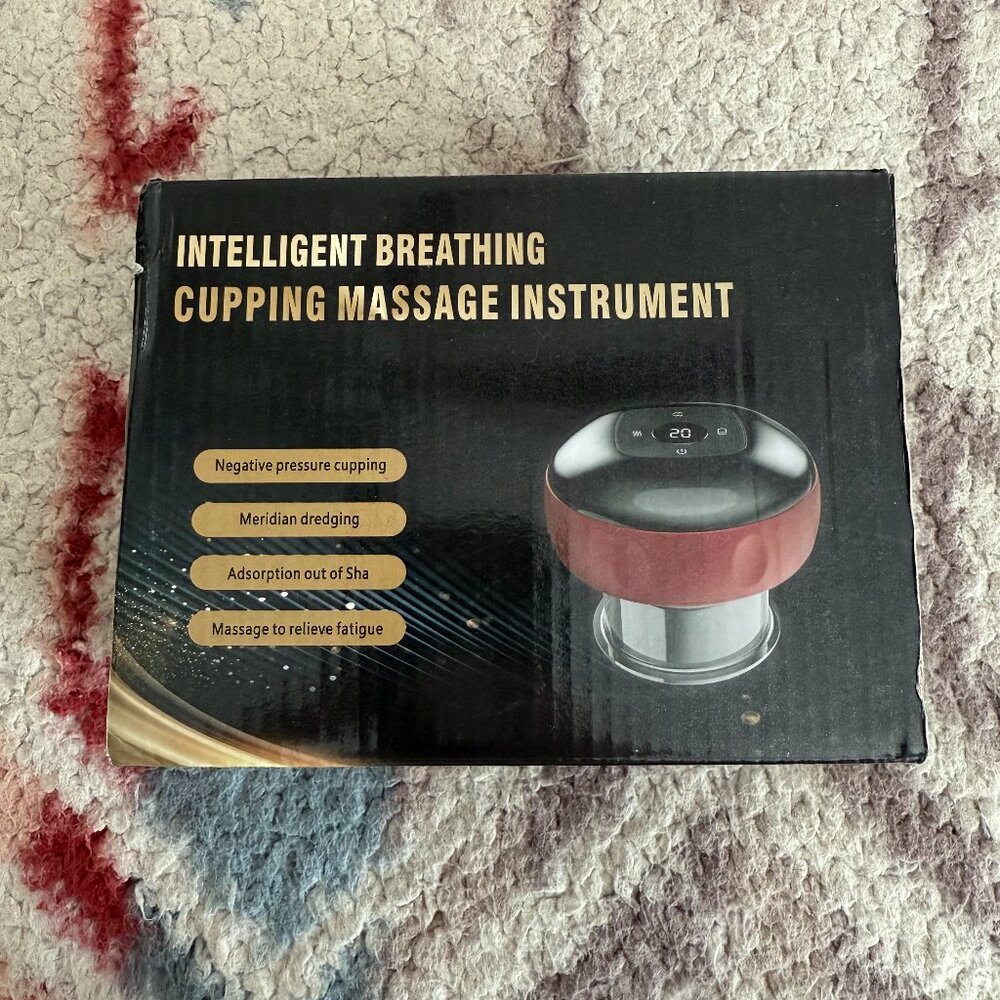 INTELLIGENT BREATHING
CUPPING MASSAGE INSTRUMENT
Negative pressure cupping
Meridian dredging
Adsorption out of Sha
Massage to relieve fatigue
20